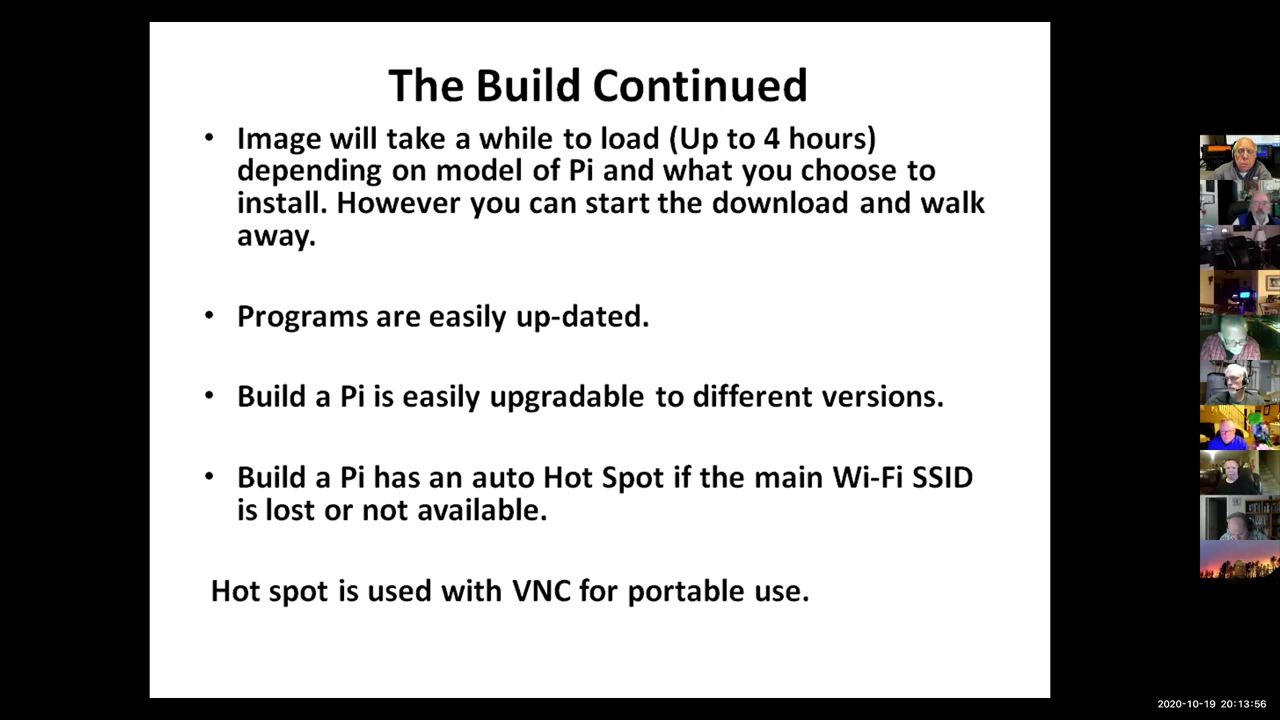 The Build Continued
• Image will take a while to load (Up to 4 hours)
depending on model of Pi and what you choose to
install. However you can start the download and walk
away.
• Programs are easily up-dated.
• Build a Pi is easily upgradable to different versions.
• Build a Pi has an auto Hot Spot if the main Wi-Fi SSID
is lost or not available.
Hot spot is used with VNC for portable use.
2020-10-19 20:13:56